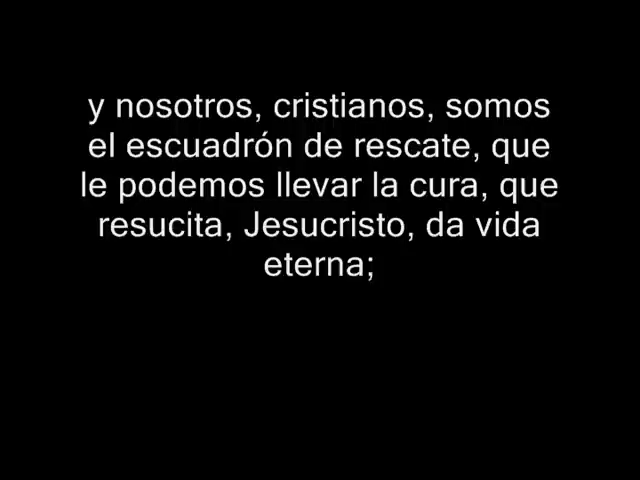 y nosotros, cristianos, somos
el escuadrón de rescate, que
le podemos llevar la cura, que
resucita, Jesucristo, da vida
eterna;